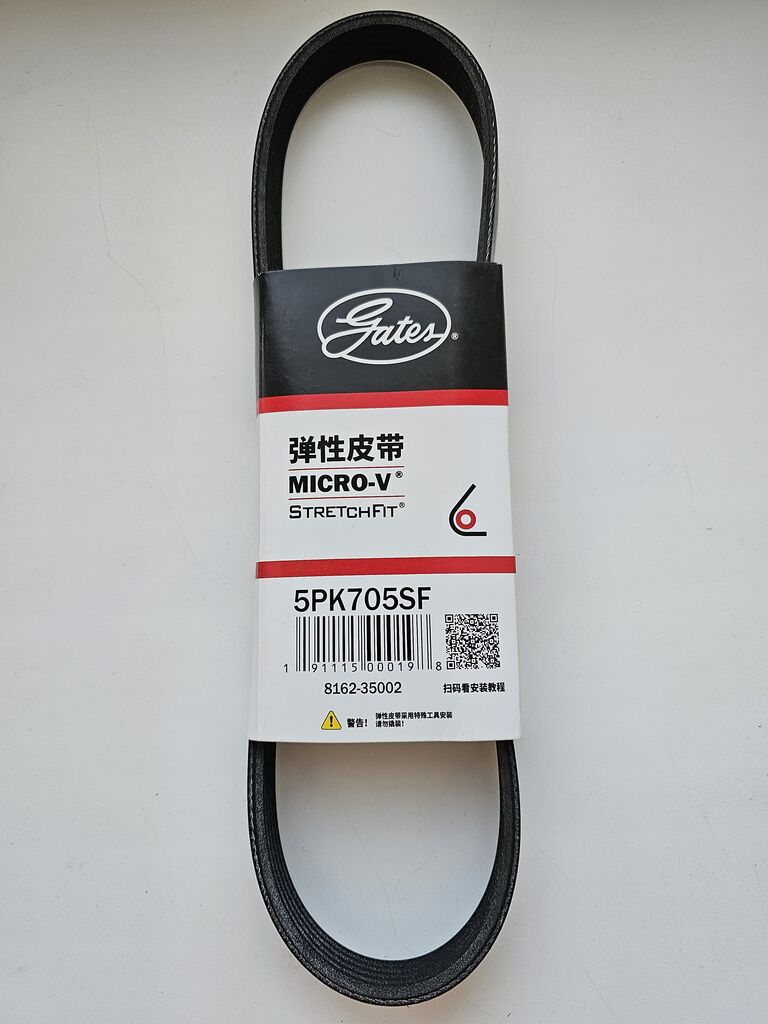 Gates®
弹性皮带
MICRO-V®
STRETCHFIT®
5PK705SF
1 91115 00019 8
8162-35002
扫码看安装教程
警告!
弹性皮带采用特殊工具安装
请勿撬装!